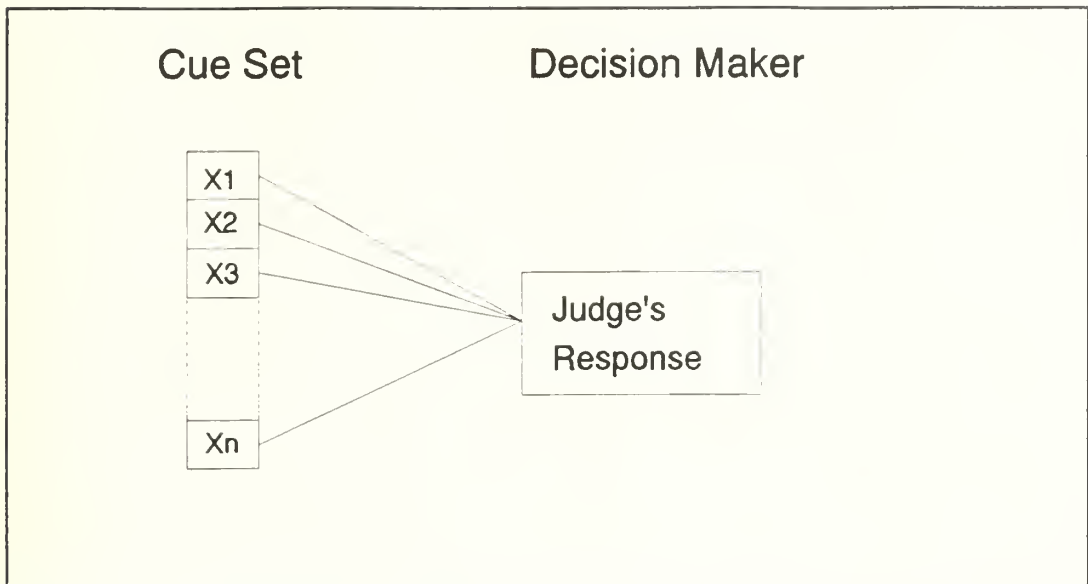 Cue Set
Decision Maker
X1
X2
X3
Xn
Judge's
Response